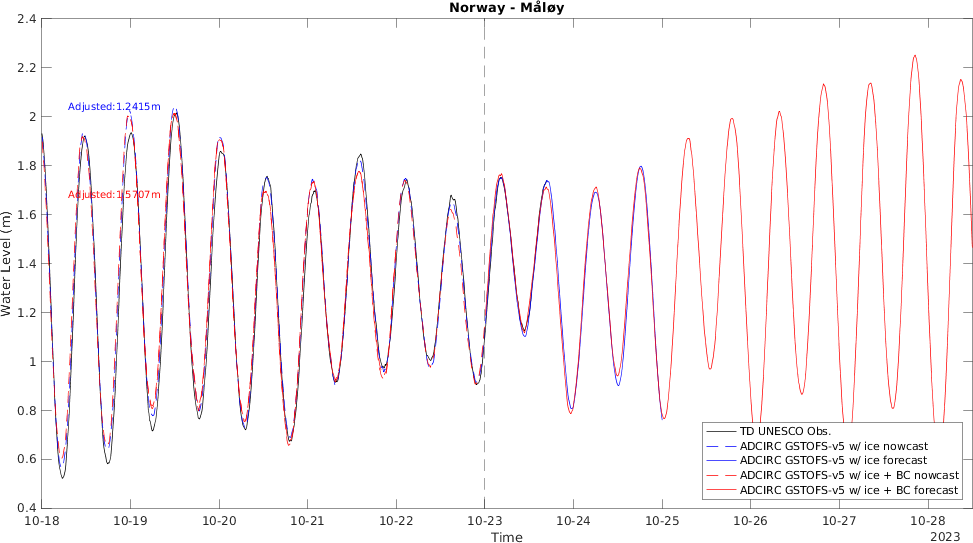 Norway - Måløy
2.4
2.2
2
1.8
1.6
1.4
1.2
1
0.8
0.6
0.4
Water Level (m)
Adjusted:1.2415m
Adjusted:1.5707m
TD UNESCO Obs.
ADCIRC GSTOFS-v5 w/ ice nowcast
ADCIRC GSTOFS-v5 w/ ice forecast
ADCIRC GSTOFS-v5 w/ ice + BC nowcast
ADCIRC GSTOFS-v5 w/ ice + BC forecast
10-18 10-19 10-20 10-21 10-22 10-23 10-24 10-25 10-26 10-27 10-28
Time
2023